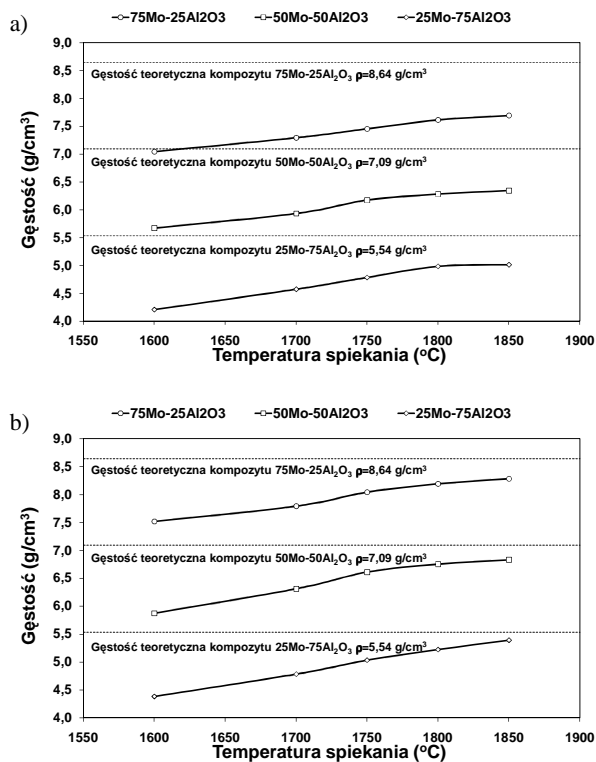 a)
75Mo-25Al2O3 50Mo-50Al2O3 25Mo-75Al2O3
9,0
Gęstość teoretyczna kompozytu 75Mo-25Al₂O₃ ρ=8,64 g/cm³
8,5
8,0
7,5
7,0
Gęstość teoretyczna kompozytu 50Mo-50Al₂O₃ ρ=7,09 g/cm³
6,5
6,0
5,5
Gęstość teoretyczna kompozytu 25Mo-75Al₂O₃ ρ=5,54 g/cm³
5,0
4,5
4,0
Gęstość (g/cm³)
1550 1600 1650 1700 1750 1800 1850 1900
Temperatura spiekania (°C)
b)
75Mo-25Al2O3 50Mo-50Al2O3 25Mo-75Al2O3
9,0
8,5
Gęstość teoretyczna kompozytu 75Mo-25Al₂O₃ ρ=8,64 g/cm³
8,0
7,5
7,0
Gęstość teoretyczna kompozytu 50Mo-50Al₂O₃ ρ=7,09 g/cm³
6,5
6,0
5,5
Gęstość teoretyczna kompozytu 25Mo-75Al₂O₃ ρ=5,54 g/cm³
5,0
4,5
4,0
Gęstość (g/cm³)
1550 1600 1650 1700 1750 1800 1850 1900
Temperatura spiekania (°C)